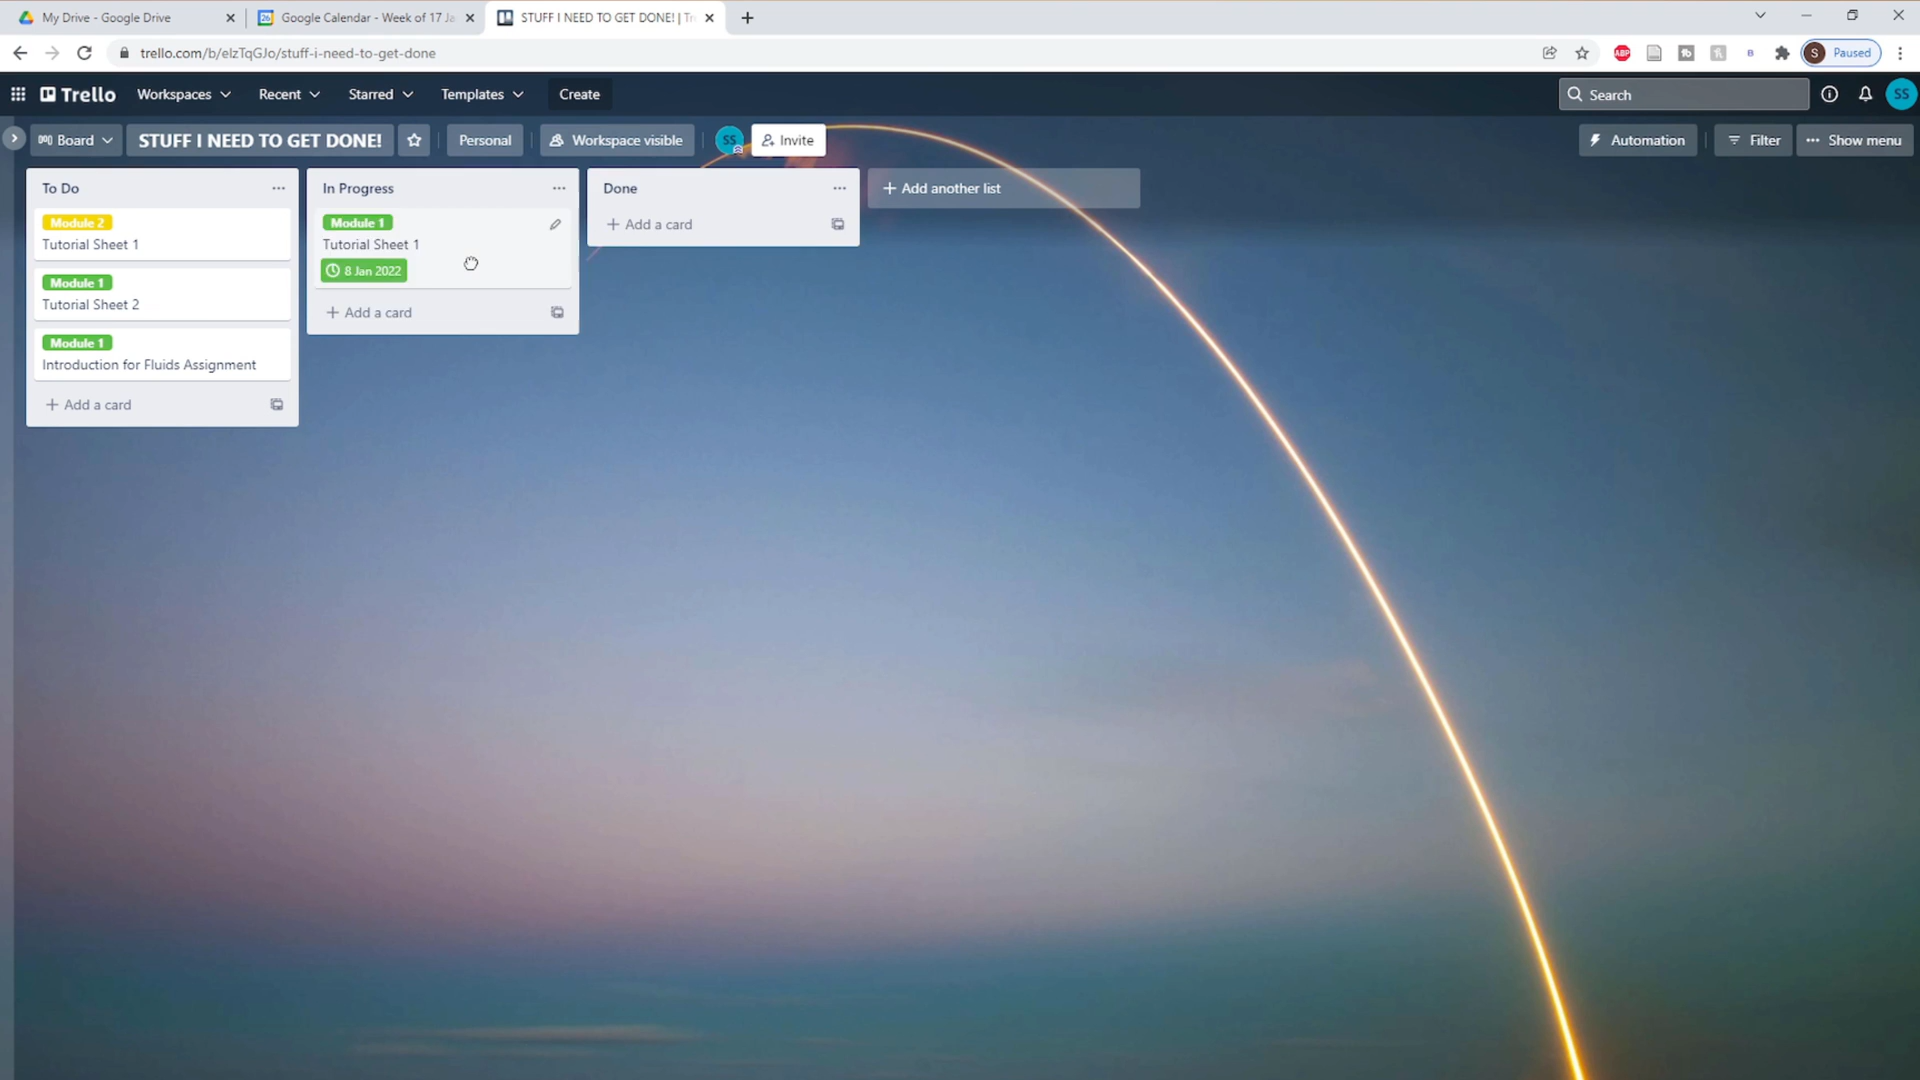 My Drive - Google Drive
Google Calendar - Week of 17 Ja
STUFF I NEED TO GET DONE! | Tr
trello.com/b/elzTqGJo/stuff-i-need-to-get-done
ABP
S Paused
Trello Workspaces Recent Starred Templates Create
Search
SS
Board STUFF I NEED TO GET DONE! Personal Workspace visible SS Invite
Automation Filter Show menu
To Do
Module 2
Tutorial Sheet 1
Module 1
Tutorial Sheet 2
Module 1
Introduction for Fluids Assignment
+ Add a card
In Progress
Module 1
Tutorial Sheet 1
8 Jan 2022
+ Add a card
Done
+ Add a card
+ Add another list